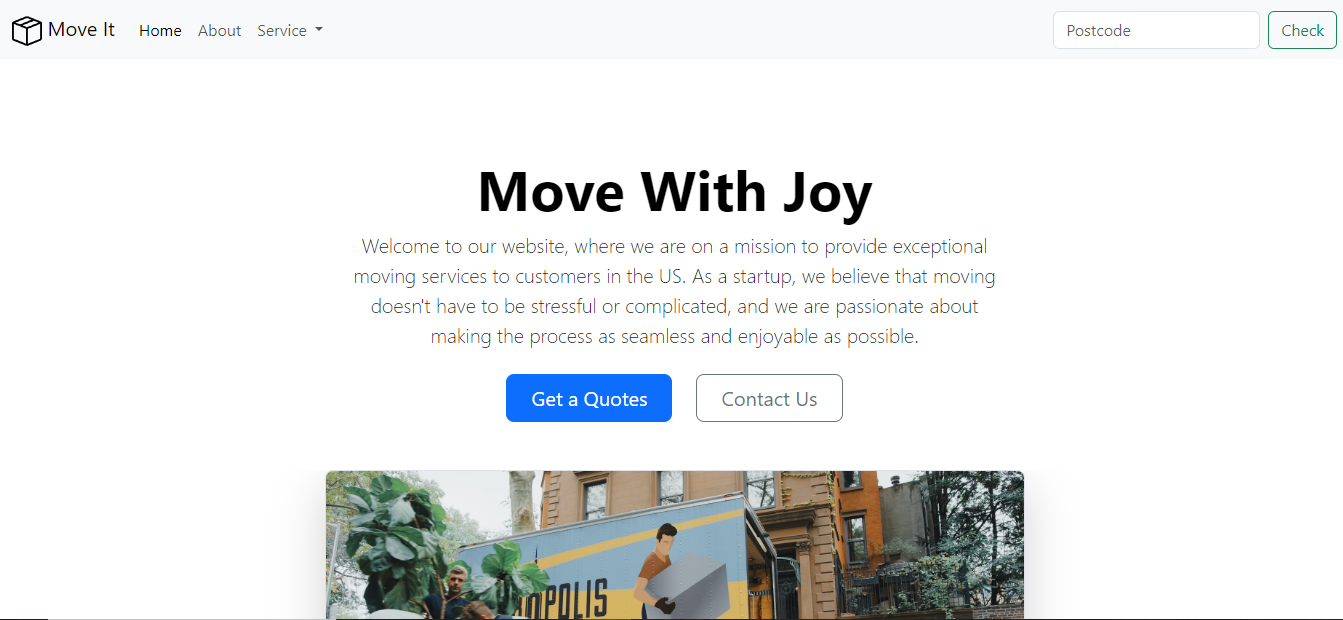 Move It Home About Service Postcode Check
Move With Joy
Welcome to our website, where we are on a mission to provide exceptional
moving services to customers in the US. As a startup, we believe that moving
doesn't have to be stressful or complicated, and we are passionate about
making the process as seamless and enjoyable as possible.
Get a Quotes Contact Us